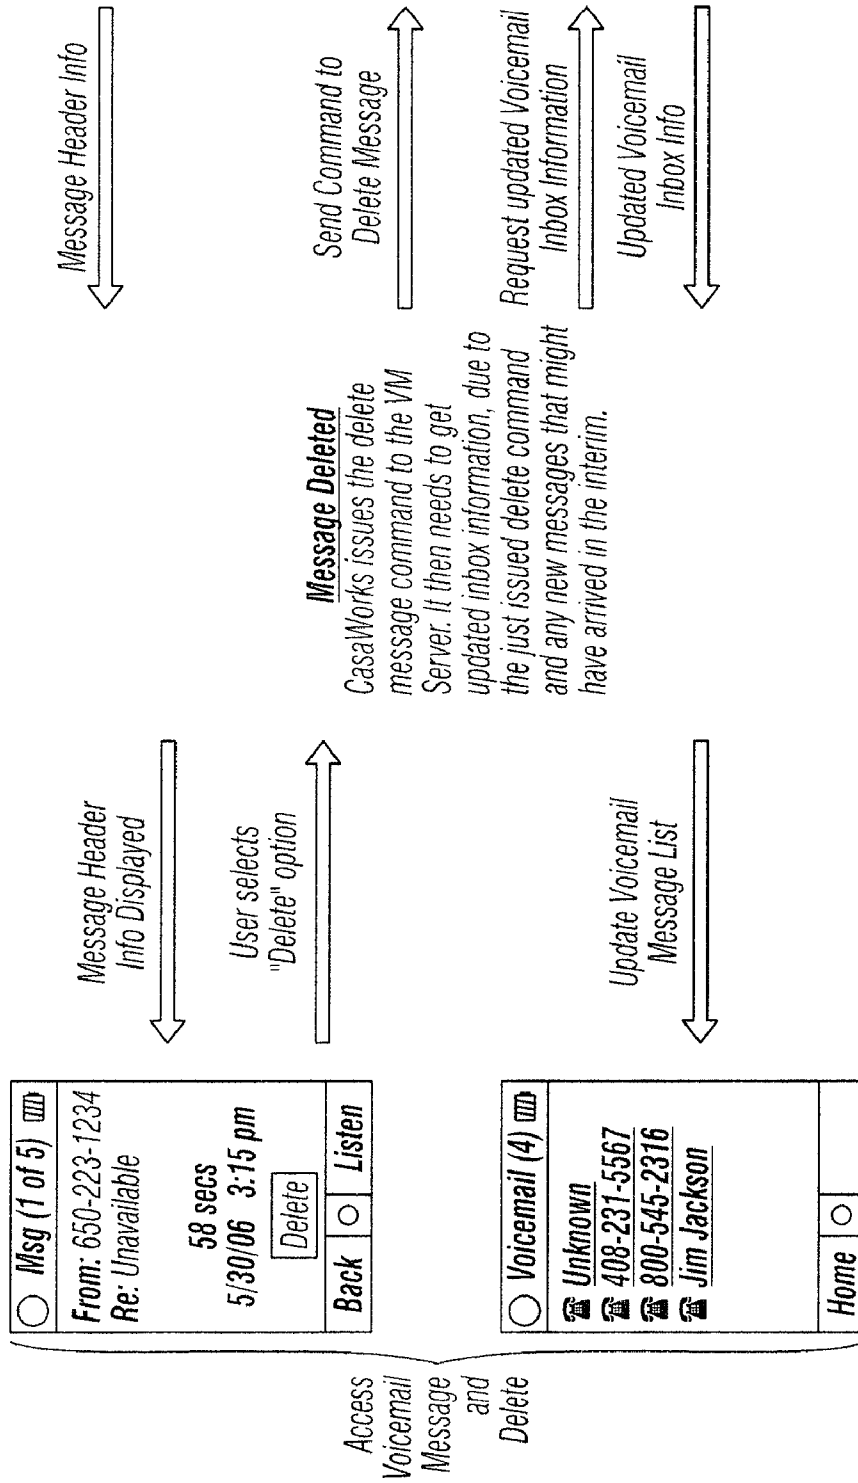 Access
Voicemail
Message
and
Delete
Msg (1 of 5)
From: 650-223-1234
Re: Unavailable
58 secs
5/30/06 3:15 pm
Delete
Back
Listen
Message Header
Info Displayed
User selects
"Delete" option
Message Header Info
Message Deleted
CasaWorks issues the delete
message command to the VM
Server. It then needs to get
updated inbox information, due to
the just issued delete command
and any new messages that might
have arrived in the interim.
Send Command to
Delete Message
Request updated Voicemail
Inbox Information
Updated Voicemail
Inbox Info
Voicemail (4)
Unknown
408-231-5567
800-545-2316
Jim Jackson
Home
Update Voicemail
Message List